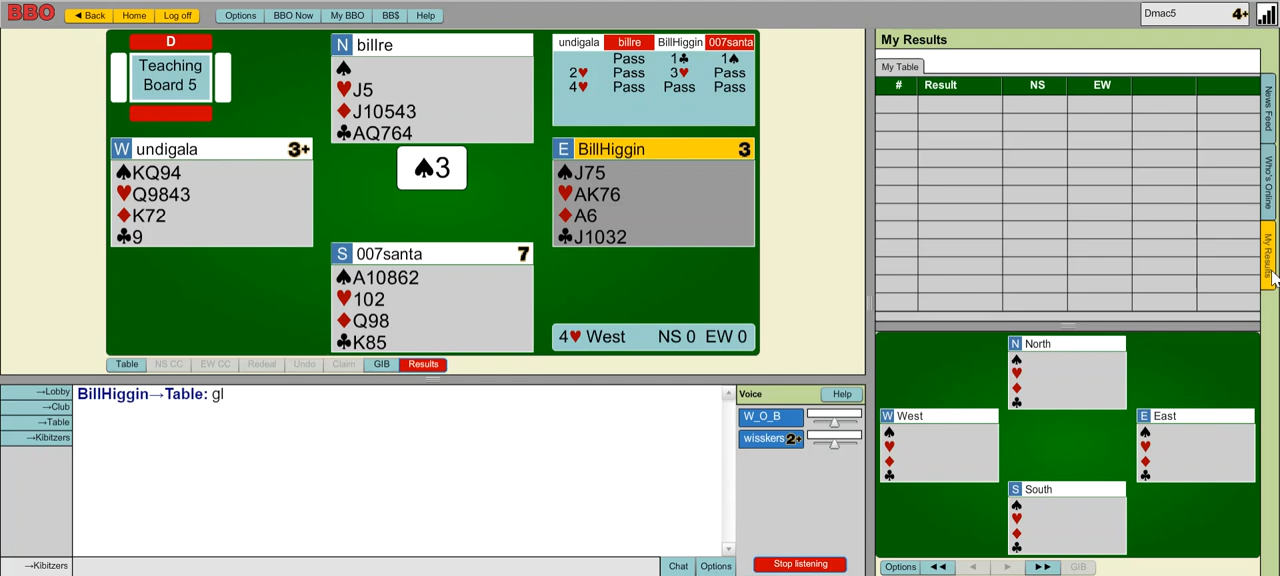 BBO ◄ Back Home Log off Options BBO Now My BBO BB$ Help Dmac5 4+
D
Teaching
Board 5
N billre
♠
♥J5
♦J10543
♣AQ764
undigala billre BillHiggin 007santa
Pass 1♣ 1♠
2♥ Pass 3♥ Pass
4♥ Pass Pass Pass
W undigala 3+
♠KQ94
♥Q9843
♦K72
♣9
♠3
E BillHiggin 3
♠J75
♥AK76
♦A6
♣J1032
S 007santa 7
♠A10862
♥102
♦Q98
♣K85
4♥ West NS 0 EW 0
Table NS CC EW CC Redeal Undo Claim GIB Results
→Lobby
→Club
→Table
→Kibitzers
BillHiggin→Table: gl
→Kibitzers
Chat Options
Voice Help
W_O_B
wisskers 2+
Stop listening
My Results
My Table
# Result NS EW
News Feed
Who's Online
My Results
N North
♠
♥
♦
♣
W West
♠
♥
♦
♣
E East
♠
♥
♦
♣
S South
♠
♥
♦
♣
Options ◄◄ ◄ ► ►► GIB